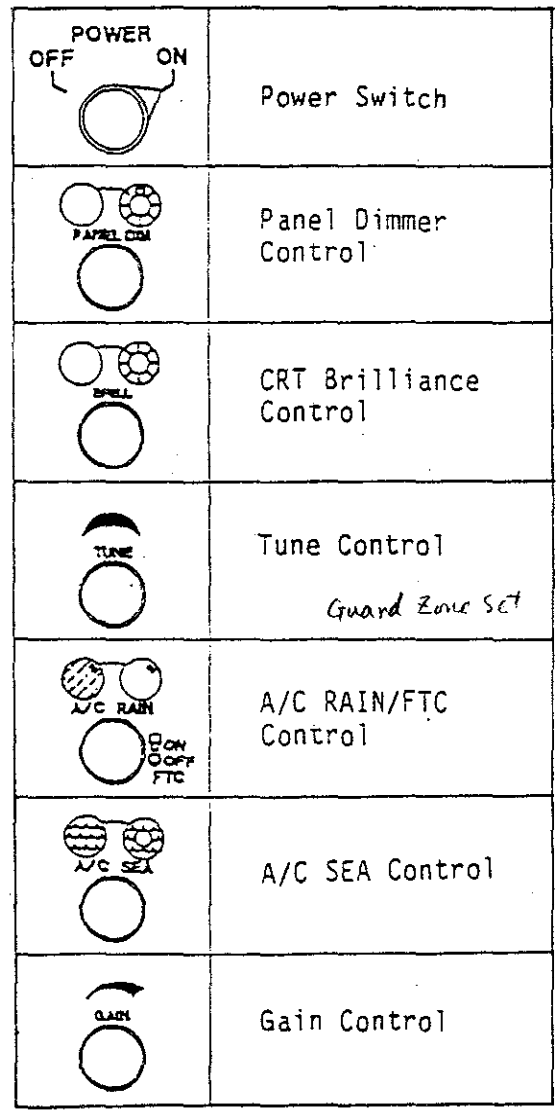 POWER
OFF ON
Power Switch
PANEL DIM
Panel Dimmer
Control
BRILL
CRT Brilliance
Control
TUNE
Tune Control
Guard Zone Set
A/C RAIN
ON
OFF
FTC
A/C RAIN/FTC
Control
A/C SEA
A/C SEA Control
GAIN
Gain Control